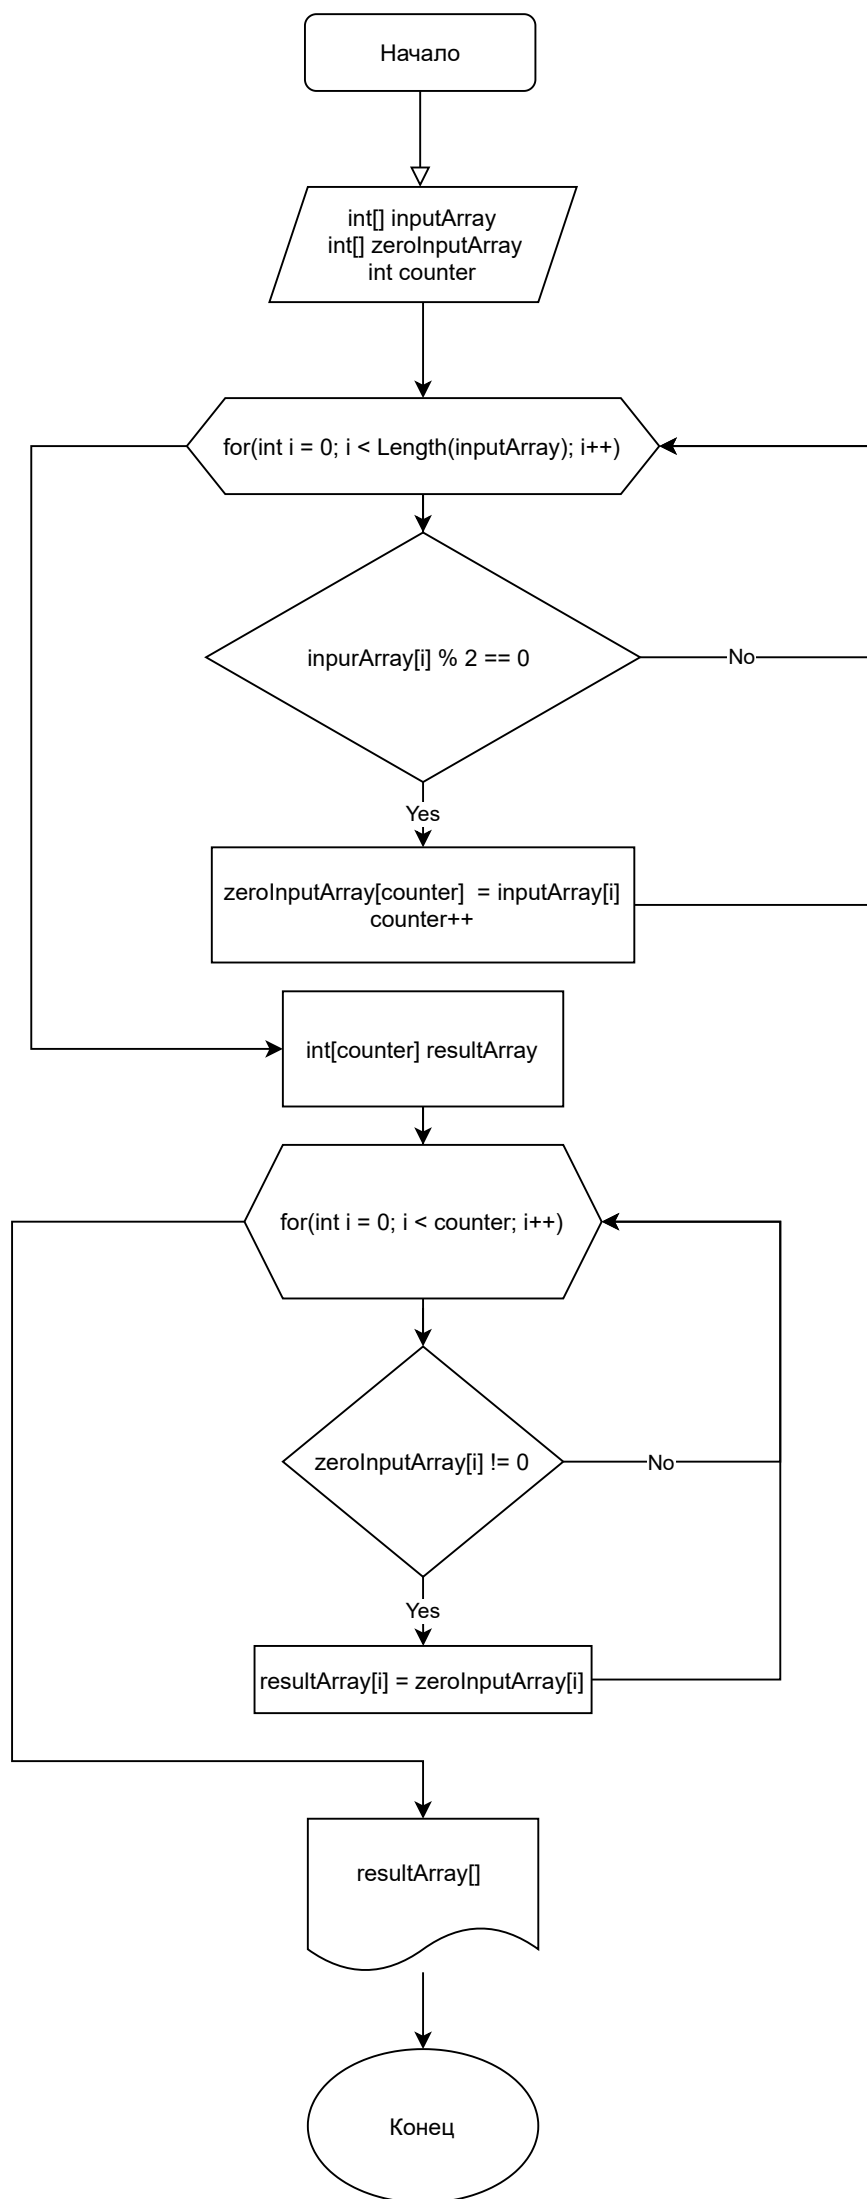 Начало
int[] inputArray
int[] zeroInputArray
int counter
for(int i = 0; i < Length(inputArray); i++)
inpurArray[i] % 2 == 0
No
Yes
zeroInputArray[counter]  = inputArray[i]
counter++
int[counter] resultArray
for(int i = 0; i < counter; i++)
zeroInputArray[i] != 0
No
Yes
resultArray[i] = zeroInputArray[i]
resultArray[]
Конец